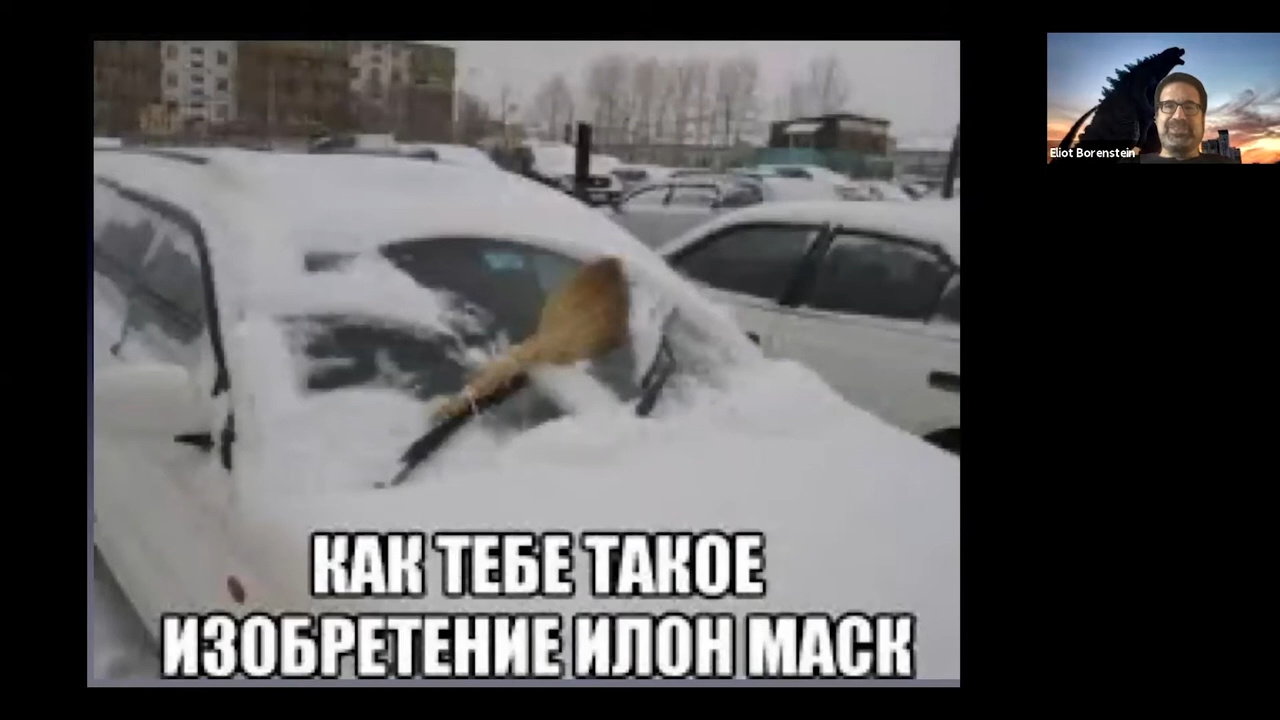 Eliot Borenstein
КАК ТЕБЕ ТАКОЕ
ИЗОБРЕТЕНИЕ ИЛОН МАСК